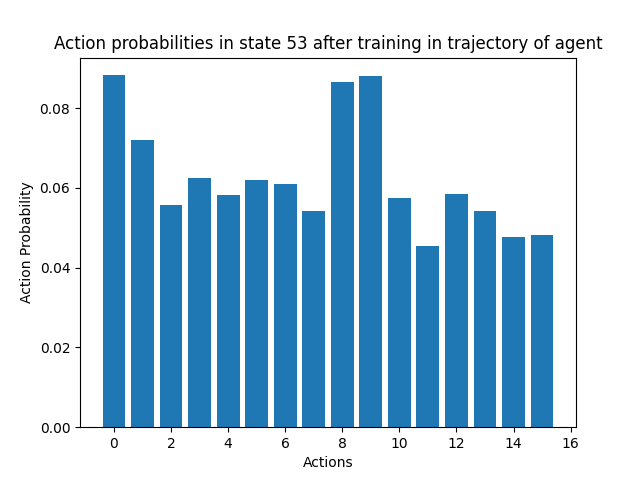 Action probabilities in state 53 after training in trajectory of agent
0.08
0.06
0.04
0.02
0.00
Action Probability
0 2 4 6 8 10 12 14 16
Actions